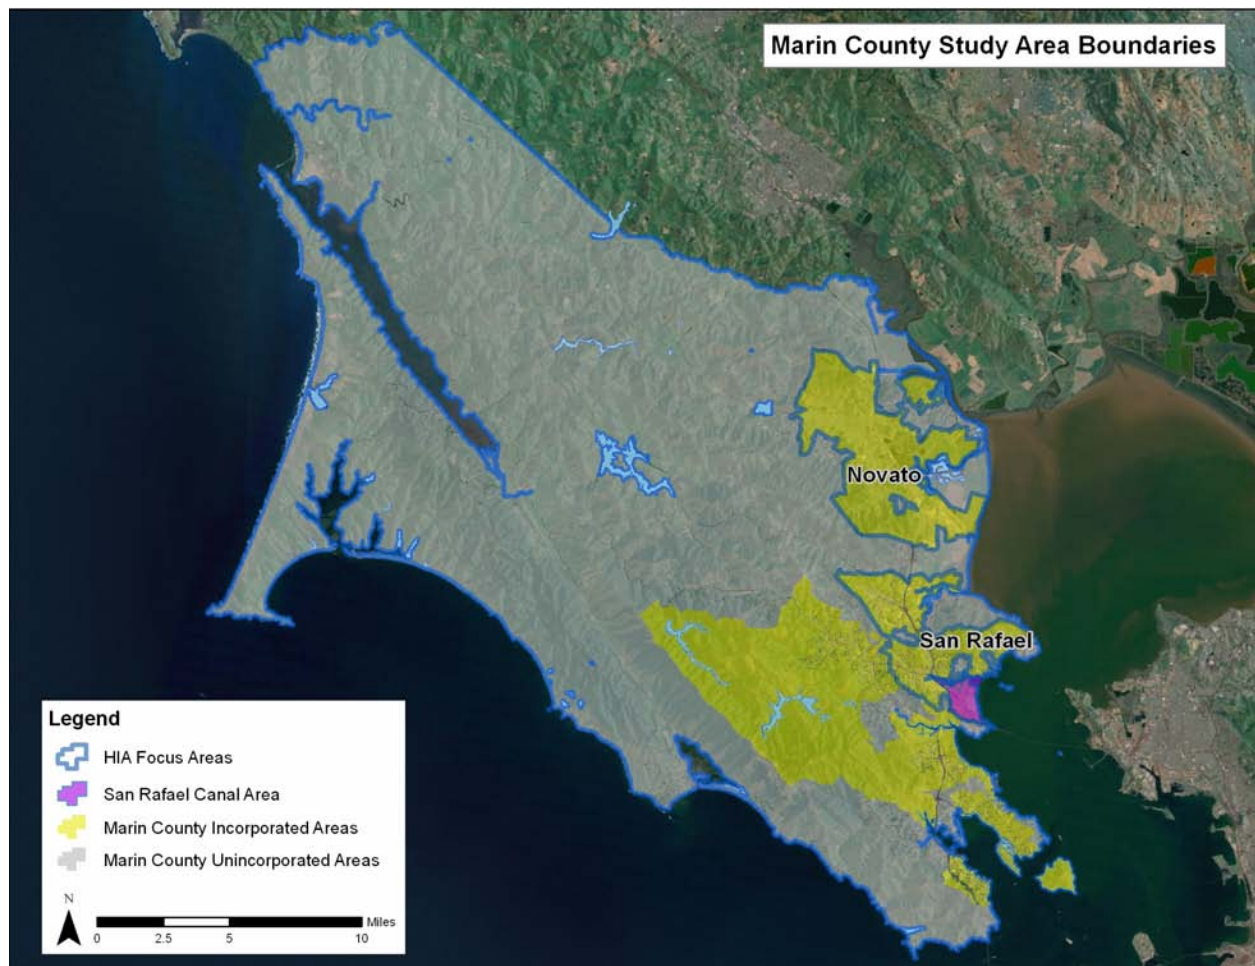 Marin County Study Area Boundaries
Novato
San Rafael
Legend
HIA Focus Areas
San Rafael Canal Area
Marin County Incorporated Areas
Marin County Unincorporated Areas
N
Miles
0 2.5 5 10